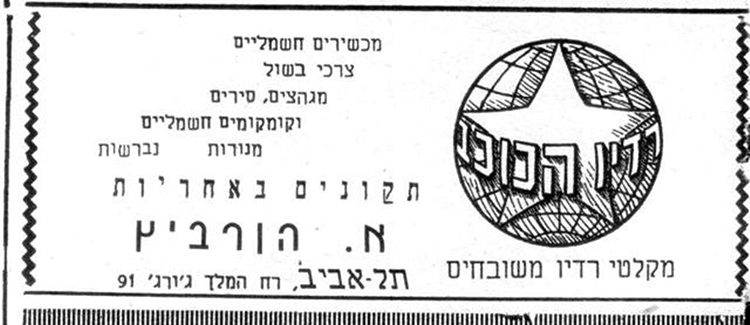 רדיו הכוכב
מקלטי רדיו משובחים
מכשירים חשמליים
צרכי בשול
מגהצים, סירים
וקומקומים חשמליים
מנורות נברשות
תקונים באחריות
א. הורביץ
תל-אביב, רח המלך ג'ורג' 91